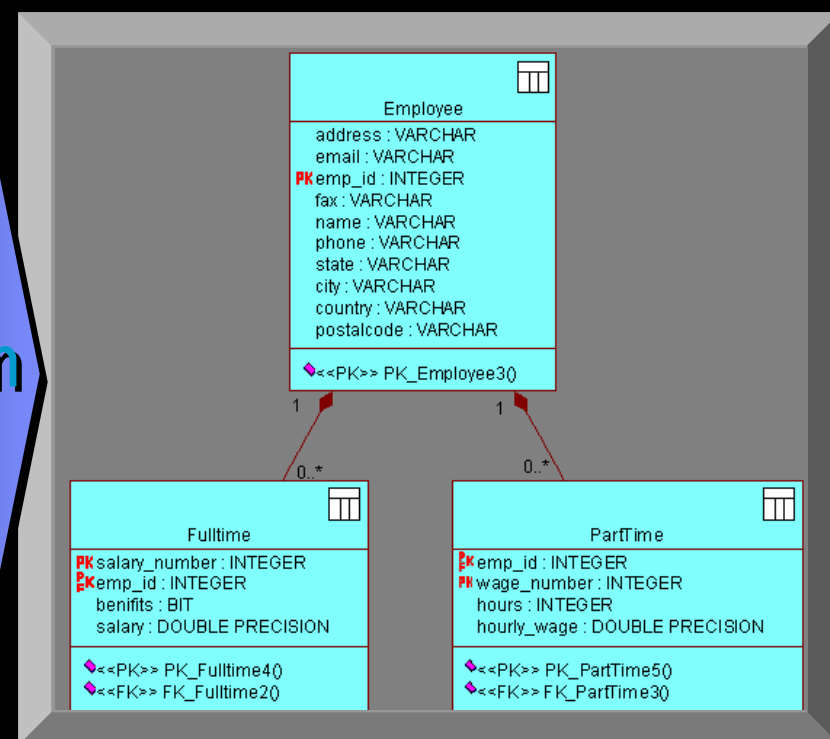 Employee
address : VARCHAR
email : VARCHAR
PK emp_id : INTEGER
fax : VARCHAR
name : VARCHAR
phone : VARCHAR
state : VARCHAR
city : VARCHAR
country : VARCHAR
postalcode : VARCHAR
<<PK>> PK_Employee3()
1
1
0..*
0..*
Fulltime
PK salary_number : INTEGER
PFK emp_id : INTEGER
benifits : BIT
salary : DOUBLE PRECISION
<<PK>> PK_Fulltime4()
<<FK>> FK_Fulltime2()
PartTime
PFK emp_id : INTEGER
PK wage_number : INTEGER
hours : INTEGER
hourly_wage : DOUBLE PRECISION
<<PK>> PK_PartTime5()
<<FK>> FK_PartTime3()